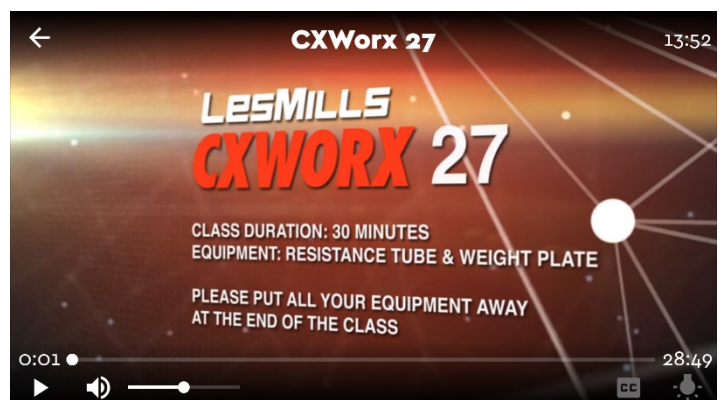 CXWorx 27
13:52
LesMILLS
CXWORX 27
CLASS DURATION: 30 MINUTES
EQUIPMENT: RESISTANCE TUBE & WEIGHT PLATE
PLEASE PUT ALL YOUR EQUIPMENT AWAY
AT THE END OF THE CLASS
0:01
28:49
CC